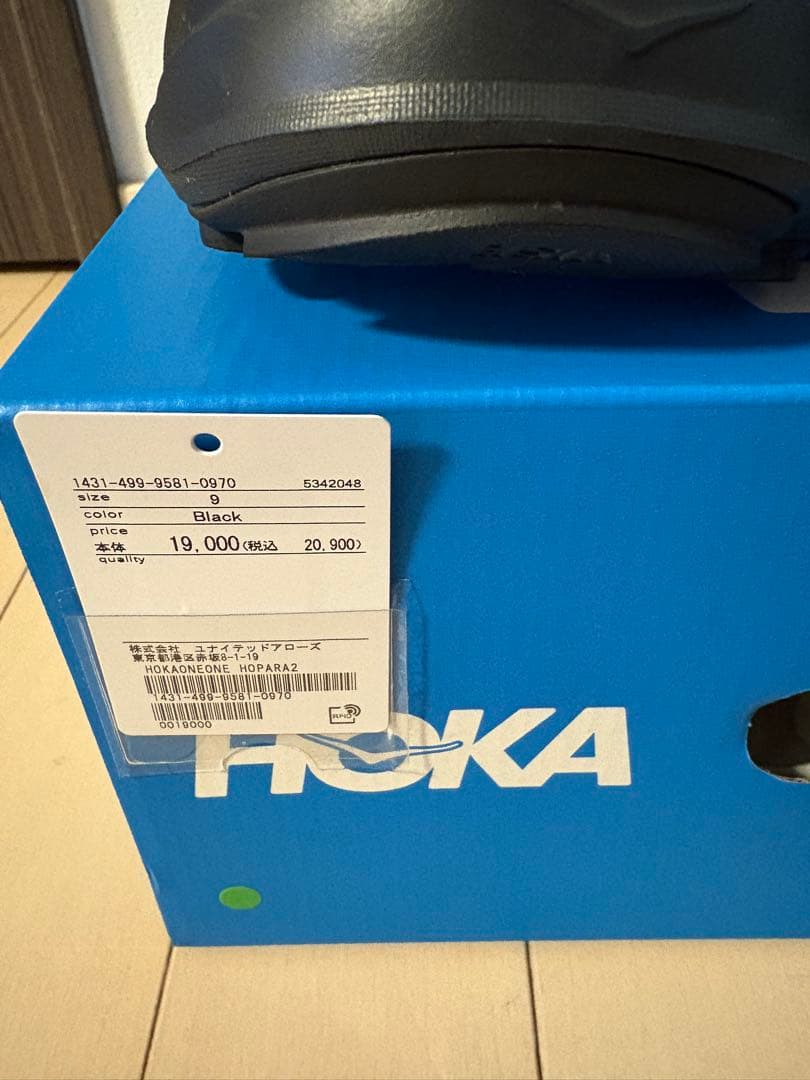 HOKA
1431-499-9581-0970 5342048
size 9
color Black
price
本体 19,000(税込 20,900)
quality
株式会社 ユナイテッドアローズ
東京都港区赤坂8-1-19
HOKAONEONE HOPARA2
1431-499-9581-0970
0019000
RFID
HOKA